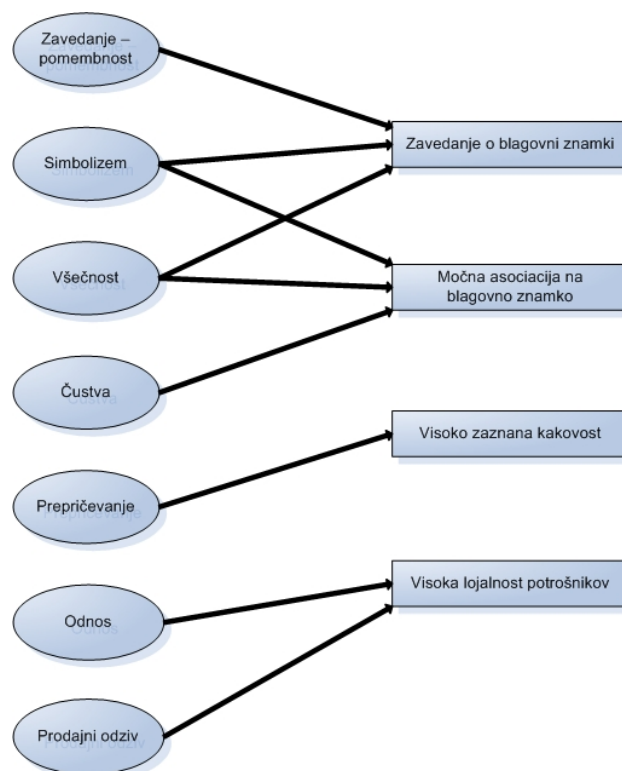 Zavedanje –
pomembnost
Zavedanje o blagovni znamki
Simbolizem
Všečnost
Močna asociacija na
blagovno znamko
Čustva
Visoko zaznana kakovost
Prepričevanje
Visoka lojalnost potrošnikov
Odnos
Prodajni odziv